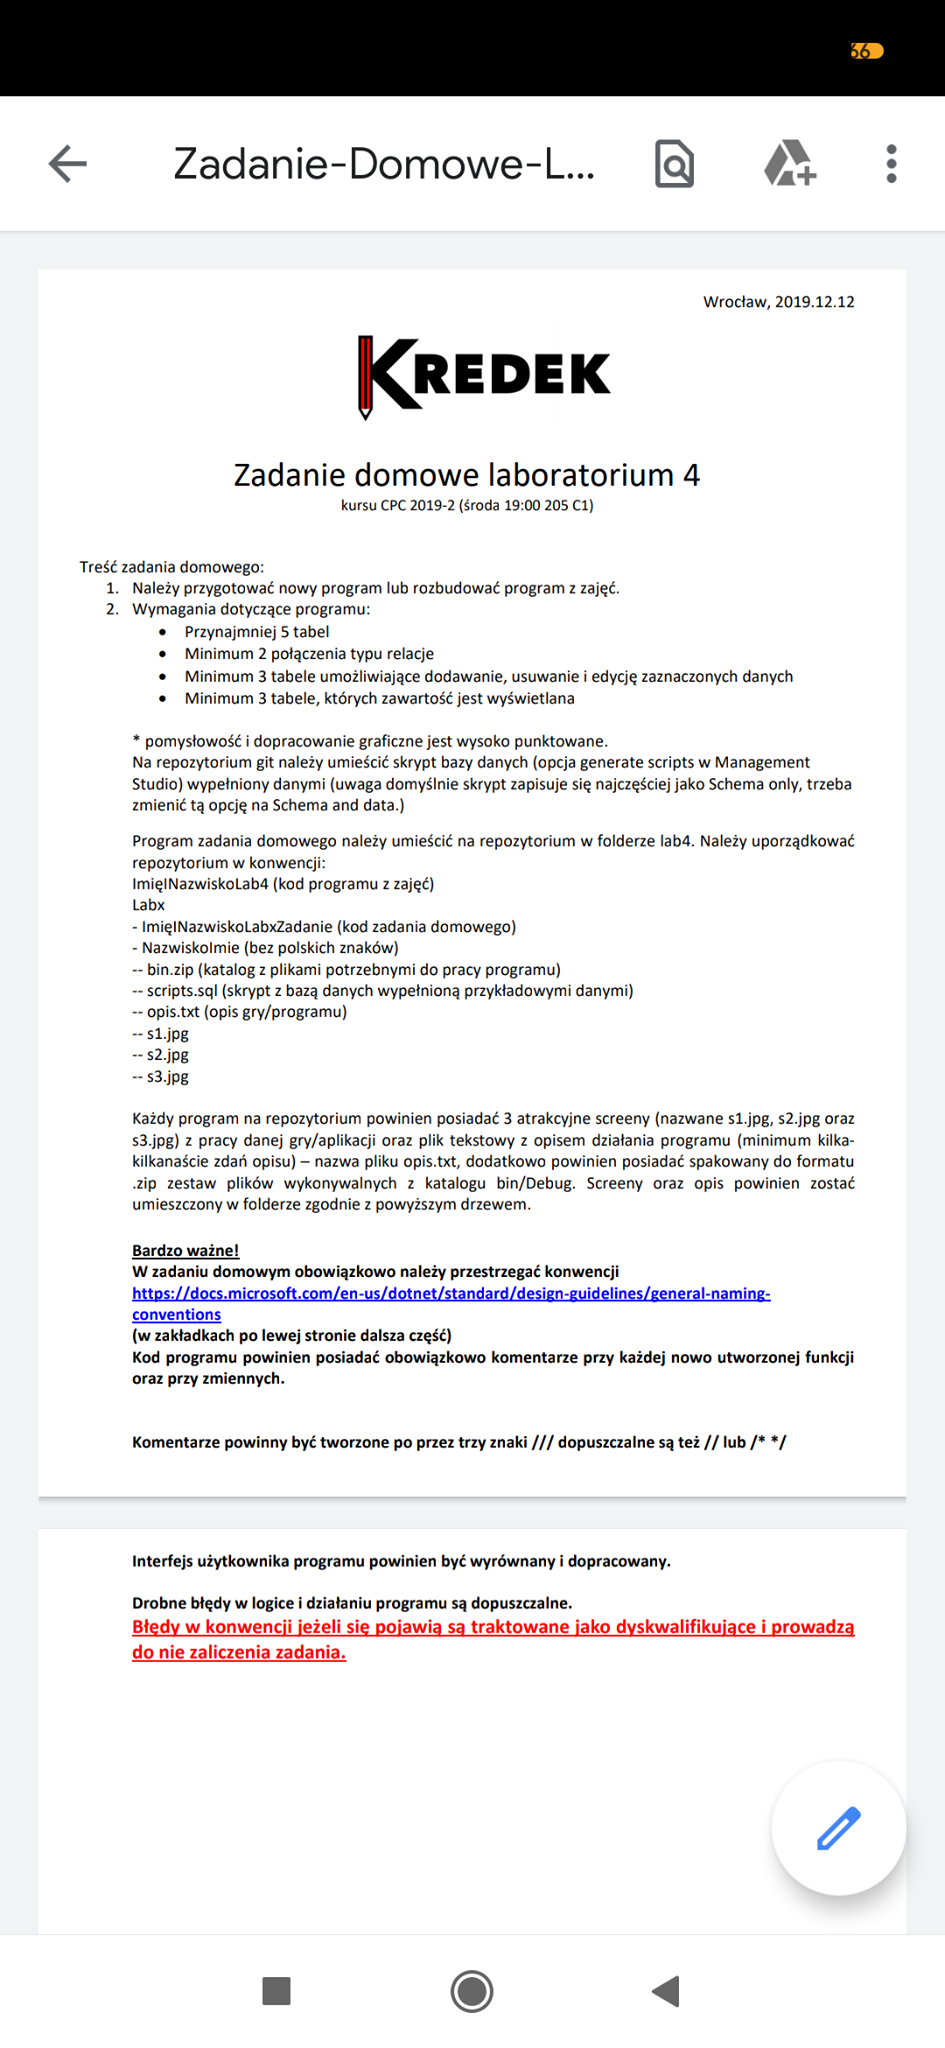 66
Zadanie-Domowe-L...
Wrocław, 2019.12.12
KREDEK
Zadanie domowe laboratorium 4
kursu CPC 2019-2 (środa 19:00 205 C1)
Treść zadania domowego:
1. Należy przygotować nowy program lub rozbudować program z zajęć.
2. Wymagania dotyczące programu:
• Przynajmniej 5 tabel
• Minimum 2 połączenia typu relacje
• Minimum 3 tabele umożliwiające dodawanie, usuwanie i edycję zaznaczonych danych
• Minimum 3 tabele, których zawartość jest wyświetlana
* pomysłowość i dopracowanie graficzne jest wysoko punktowane.
Na repozytorium git należy umieścić skrypt bazy danych (opcja generate scripts w Management
Studio) wypełniony danymi (uwaga domyślnie skrypt zapisuje się najczęściej jako Schema only, trzeba
zmienić tą opcję na Schema and data.)
Program zadania domowego należy umieścić na repozytorium w folderze lab4. Należy uporządkować
repozytorium w konwencji:
ImięINazwiskoLab4 (kod programu z zajęć)
Labx
- ImięINazwiskoLabxZadanie (kod zadania domowego)
- NazwiskoImie (bez polskich znaków)
-- bin.zip (katalog z plikami potrzebnymi do pracy programu)
-- scripts.sql (skrypt z bazą danych wypełnioną przykładowymi danymi)
-- opis.txt (opis gry/programu)
-- s1.jpg
-- s2.jpg
-- s3.jpg
Każdy program na repozytorium powinien posiadać 3 atrakcyjne screeny (nazwane s1.jpg, s2.jpg oraz
s3.jpg) z pracy danej gry/aplikacji oraz plik tekstowy z opisem działania programu (minimum kilka-
kilkanaście zdań opisu) – nazwa pliku opis.txt, dodatkowo powinien posiadać spakowany do formatu
.zip zestaw plików wykonywalnych z katalogu bin/Debug. Screeny oraz opis powinien zostać
umieszczony w folderze zgodnie z powyższym drzewem.
Bardzo ważne!
W zadaniu domowym obowiązkowo należy przestrzegać konwencji
https://docs.microsoft.com/en-us/dotnet/standard/design-guidelines/general-naming-
conventions
(w zakładkach po lewej stronie dalsza część)
Kod programu powinien posiadać obowiązkowo komentarze przy każdej nowo utworzonej funkcji
oraz przy zmiennych.
Komentarze powinny być tworzone po przez trzy znaki /// dopuszczalne są też // lub /* */
Interfejs użytkownika programu powinien być wyrównany i dopracowany.
Drobne błędy w logice i działaniu programu są dopuszczalne.
Błędy w konwencji jeżeli się pojawią są traktowane jako dyskwalifikujące i prowadzą
do nie zaliczenia zadania.